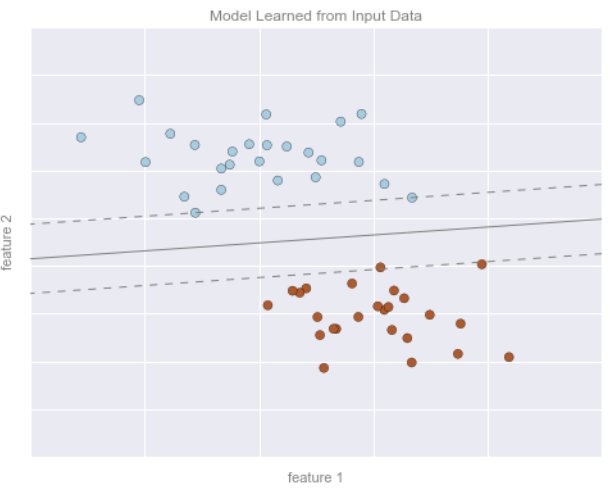 Model Learned from Input Data
feature 2
feature 1